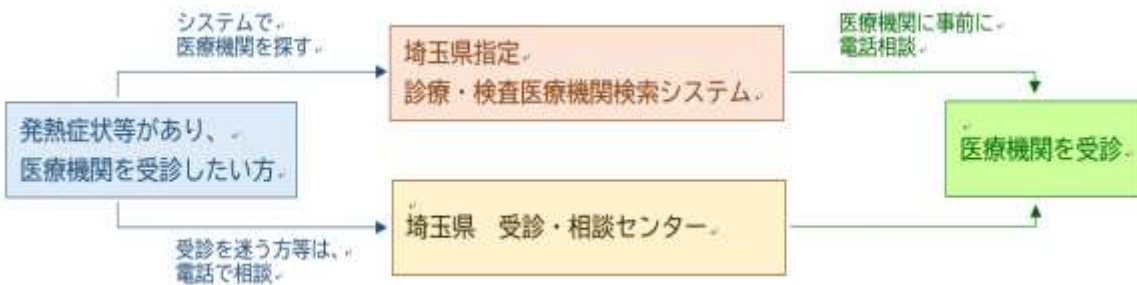 システムで
医療機関を探す
埼玉県指定
診療・検査医療機関検索システム
医療機関に事前に
電話相談
発熱症状等があり、
医療機関を受診したい方
医療機関を受診
埼玉県　受診・相談センター
受診を迷う方等は、
電話で相談